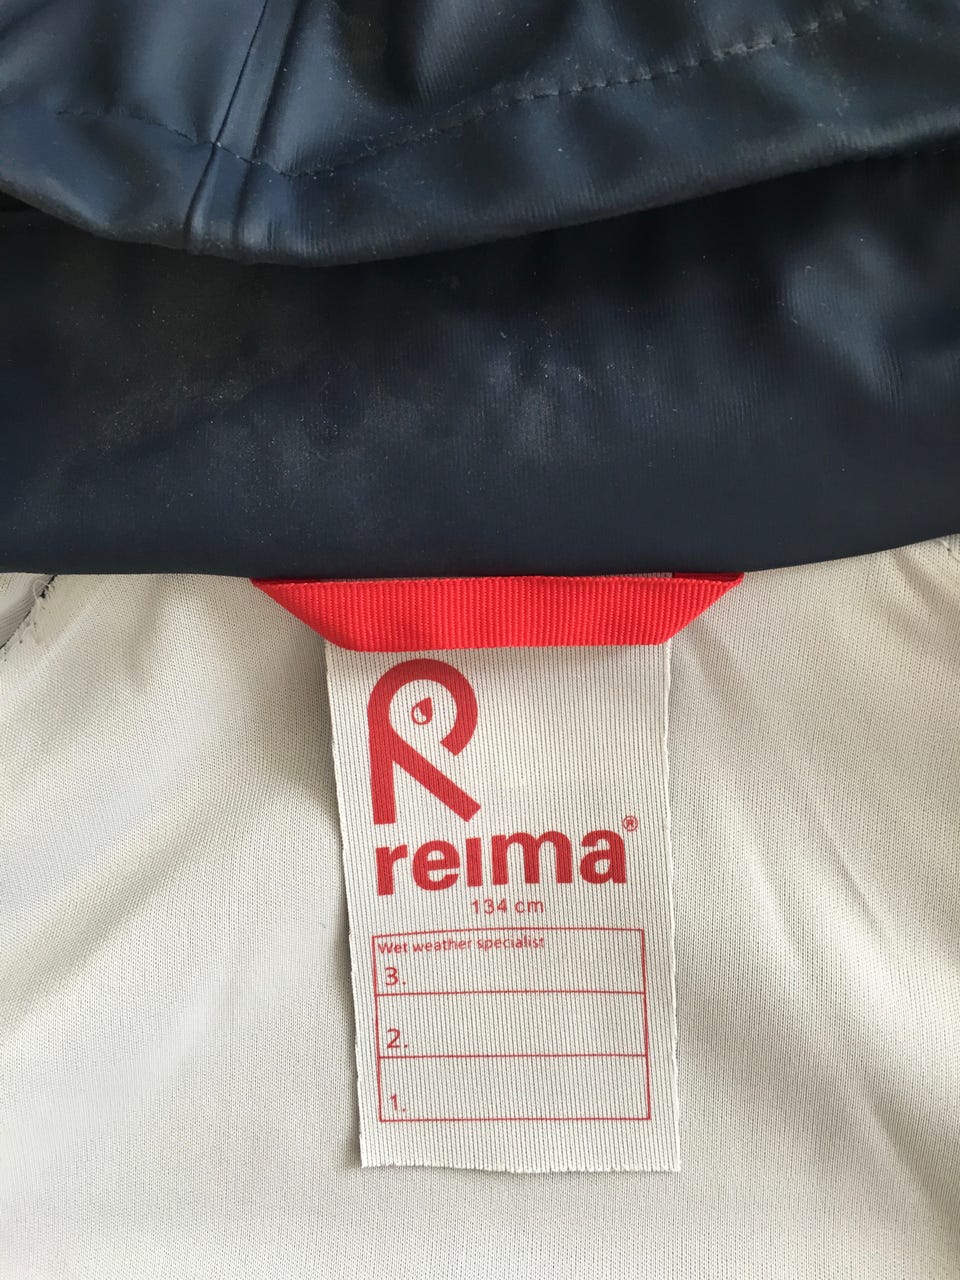 reima®
134 cm
Wet weather specialist
3.
2.
1.